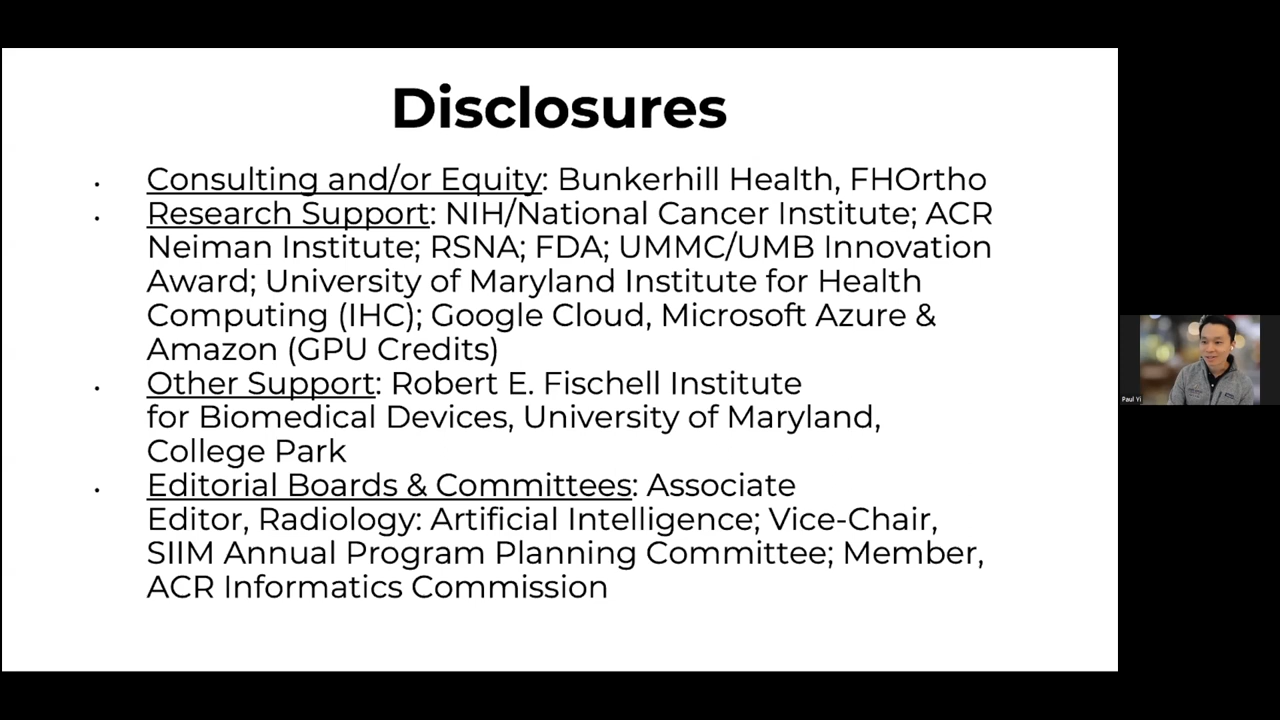 Disclosures
• Consulting and/or Equity: Bunkerhill Health, FHOrtho
• Research Support: NIH/National Cancer Institute; ACR
Neiman Institute; RSNA; FDA; UMMC/UMB Innovation
Award; University of Maryland Institute for Health
Computing (IHC); Google Cloud, Microsoft Azure &
Amazon (GPU Credits)
• Other Support: Robert E. Fischell Institute
for Biomedical Devices, University of Maryland,
College Park
• Editorial Boards & Committees: Associate
Editor, Radiology: Artificial Intelligence; Vice-Chair,
SIIM Annual Program Planning Committee; Member,
ACR Informatics Commission
Paul Yi